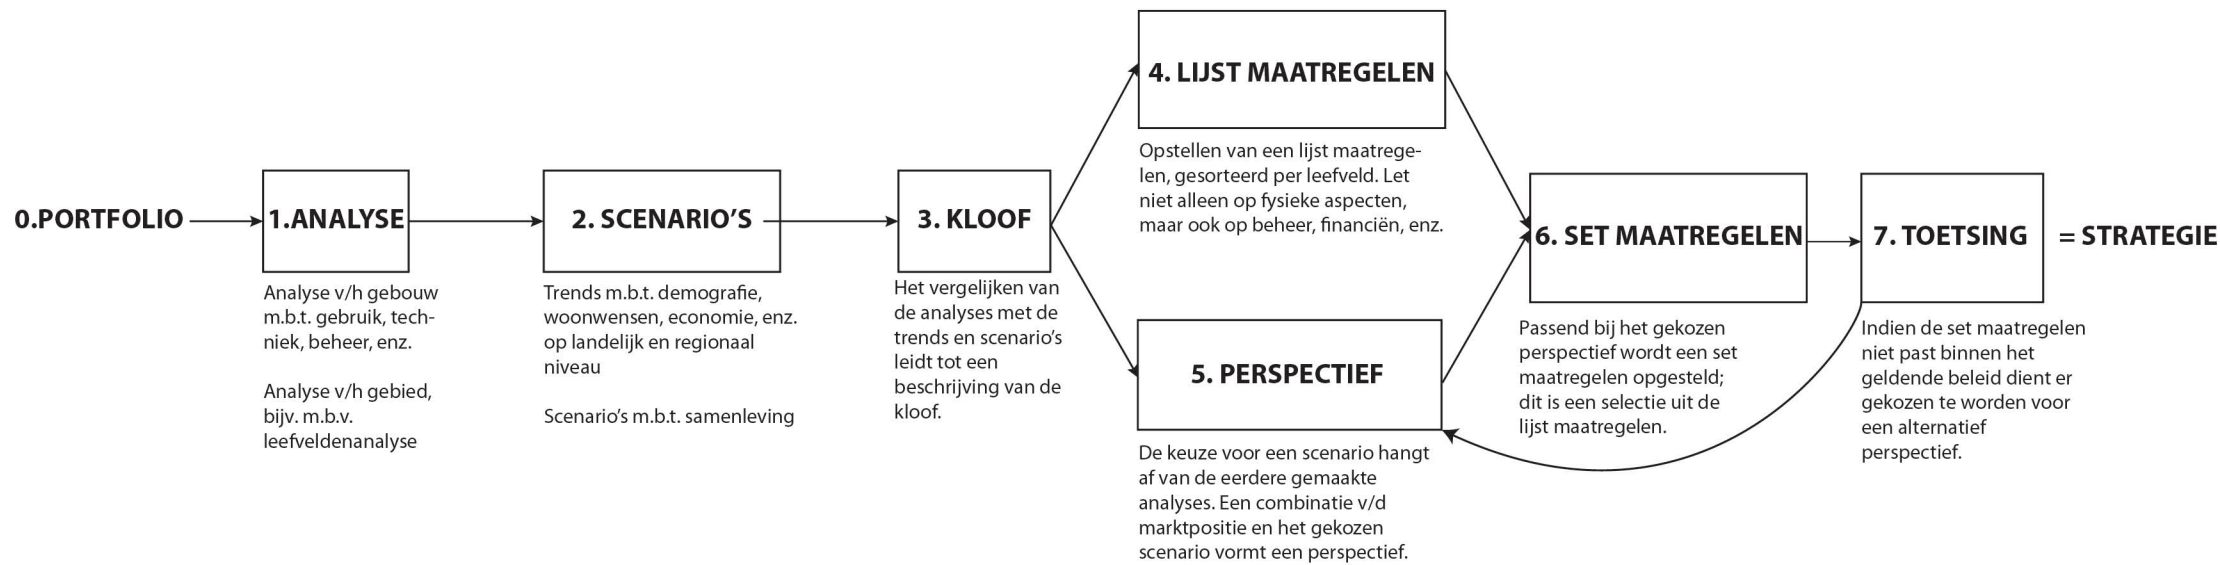 0.PORTFOLIO
1.ANALYSE
Analyse v/h gebouw
m.b.t. gebruik, tech-
niek, beheer, enz.
Analyse v/h gebied,
bijv. m.b.v.
leefveldenanalyse
2. SCENARIO’S
Trends m.b.t. demografie,
woonwensen, economie, enz.
op landelijk en regionaal
niveau
Scenario’s m.b.t. samenleving
3. KLOOF
Het vergelijken van
de analyses met de
trends en scenario’s
leidt tot een
beschrijving van de
kloof.
4. LIJST MAATREGELEN
Opstellen van een lijst maatrege-
len, gesorteerd per leefveld. Let
niet alleen op fysieke aspecten,
maar ook op beheer, financiën, enz.
5. PERSPECTIEF
De keuze voor een scenario hangt
af van de eerdere gemaakte
analyses. Een combinatie v/d
marktpositie en het gekozen
scenario vormt een perspectief.
6. SET MAATREGELEN
Passend bij het gekozen
perspectief wordt een set
maatregelen opgesteld;
dit is een selectie uit de
lijst maatregelen.
7. TOETSING
Indien de set maatregelen
niet past binnen het
geldende beleid dient er
gekozen te worden voor
een alternatief
perspectief.
= STRATEGIE